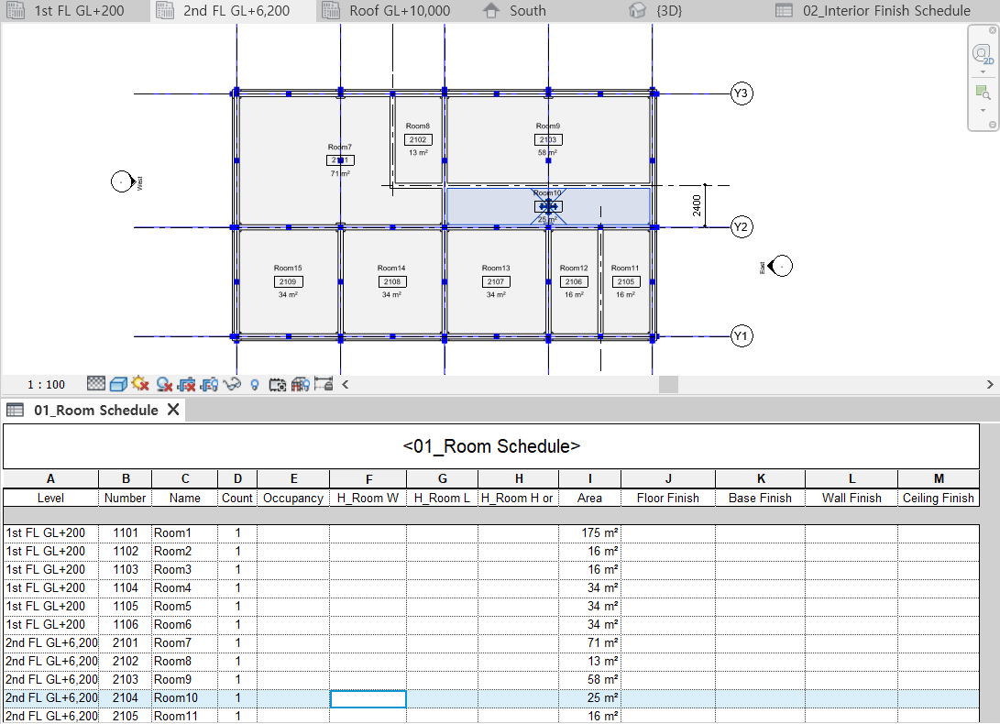 1st FL GL+200 2nd FL GL+6,200 Roof GL+10,000 South {3D} 02_Interior Finish Schedule
2D
Y3
Room8
2102
13 m²
Room9
2103
58 m²
Room7
71 m²
West
Room10
25 m²
2400
Y2
East
Room15
2109
34 m²
Room14
2108
34 m²
Room13
2107
34 m²
Room12
2106
16 m²
Room11
2105
16 m²
Y1
1 : 100
01_Room Schedule
<01_Room Schedule>
A B C D E F G H I J K L M
Level Number Name Count Occupancy H_Room W H_Room L H_Room H or Area Floor Finish Base Finish Wall Finish Ceiling Finish
1st FL GL+200 1101 Room1 1 175 m²
1st FL GL+200 1102 Room2 1 16 m²
1st FL GL+200 1103 Room3 1 16 m²
1st FL GL+200 1104 Room4 1 34 m²
1st FL GL+200 1105 Room5 1 34 m²
1st FL GL+200 1106 Room6 1 34 m²
2nd FL GL+6,200 2101 Room7 1 71 m²
2nd FL GL+6,200 2102 Room8 1 13 m²
2nd FL GL+6,200 2103 Room9 1 58 m²
2nd FL GL+6,200 2104 Room10 1 25 m²
2nd FL GL+6,200 2105 Room11 1 16 m²